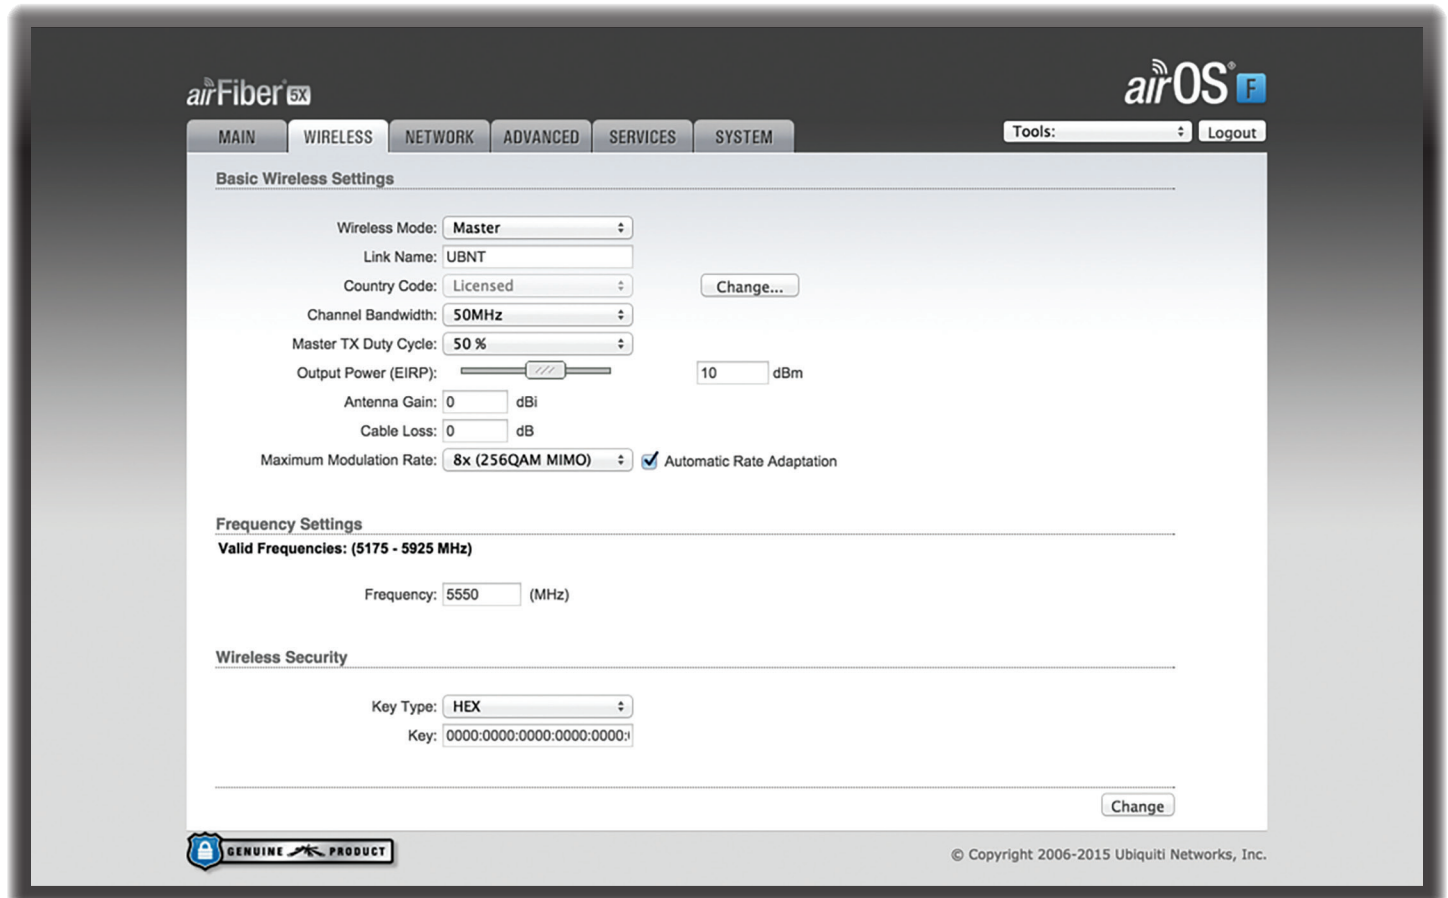 airFiber® 5X
airOS® F
MAIN WIRELESS NETWORK ADVANCED SERVICES SYSTEM Tools: Logout
Basic Wireless Settings
Wireless Mode: Master
Link Name: UBNT
Country Code: Licensed Change...
Channel Bandwidth: 50MHz
Master TX Duty Cycle: 50 %
Output Power (EIRP): 10 dBm
Antenna Gain: 0 dBi
Cable Loss: 0 dB
Maximum Modulation Rate: 8x (256QAM MIMO) Automatic Rate Adaptation
Frequency Settings
Valid Frequencies: (5175 - 5925 MHz)
Frequency: 5550 (MHz)
Wireless Security
Key Type: HEX
Key: 0000:0000:0000:0000:0000:
Change
GENUINE PRODUCT
© Copyright 2006-2015 Ubiquiti Networks, Inc.